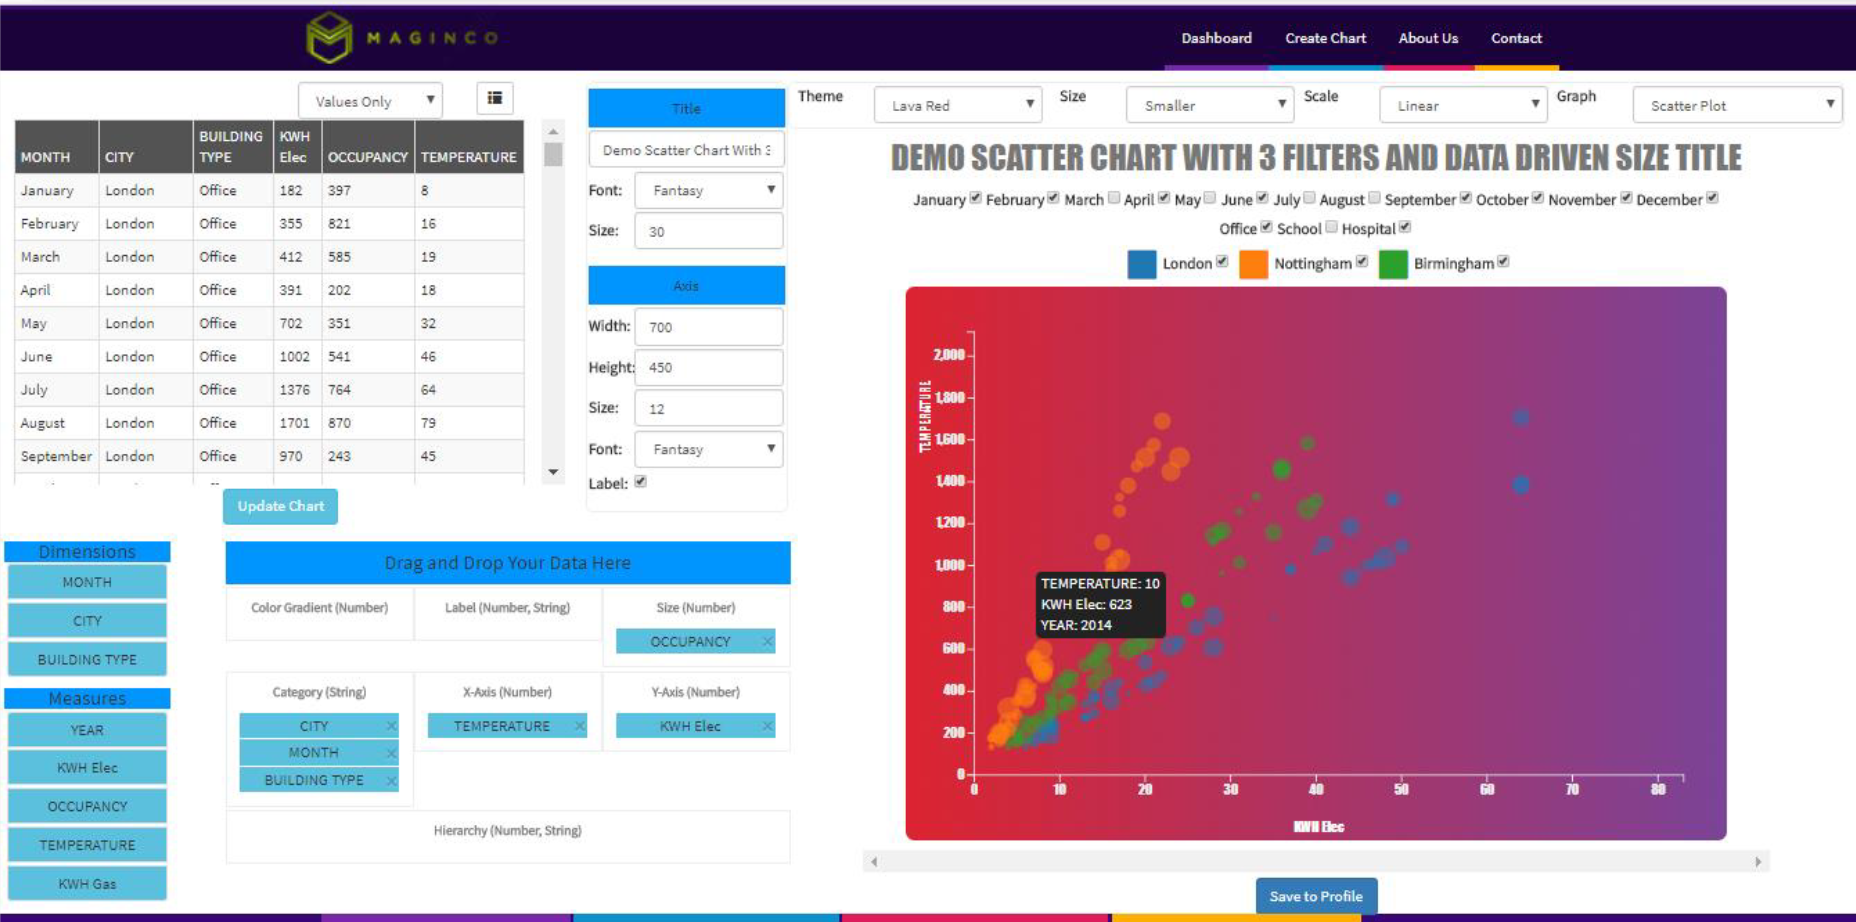 MAGINCO
Dashboard Create Chart About Us Contact
Values Only
MONTH CITY BUILDING TYPE KWH Elec OCCUPANCY TEMPERATURE
January London Office 182 397 8
February London Office 355 821 16
March London Office 412 585 19
April London Office 391 202 18
May London Office 702 351 32
June London Office 1002 541 46
July London Office 1376 764 64
August London Office 1701 870 79
September London Office 970 243 45
Update Chart
Dimensions
MONTH
CITY
BUILDING TYPE
Measures
YEAR
KWH Elec
OCCUPANCY
TEMPERATURE
KWH Gas
Title
Demo Scatter Chart With
Font: Fantasy
Size: 30
Axis
Width: 700
Height: 450
Size: 12
Font: Fantasy
Label:
Drag and Drop Your Data Here
Color Gradient (Number) Label (Number, String) Size (Number)
OCCUPANCY
Category (String) X-Axis (Number) Y-Axis (Number)
CITY TEMPERATURE KWH Elec
MONTH
BUILDING TYPE
Hierarchy (Number, String)
Theme Lava Red Size Smaller Scale Linear Graph Scatter Plot
DEMO SCATTER CHART WITH 3 FILTERS AND DATA DRIVEN SIZE TITLE
January February March April May June July August September October November December
Office School Hospital
London Nottingham Birmingham
TEMPERATURE
2,000
1,800
1,600
1,400
1,200
1,000
800
600
400
200
0
TEMPERATURE: 10
KWH Elec: 623
YEAR: 2014
0 10 20 30 40 50 60 70 80
KWH Elec
Save to Profile